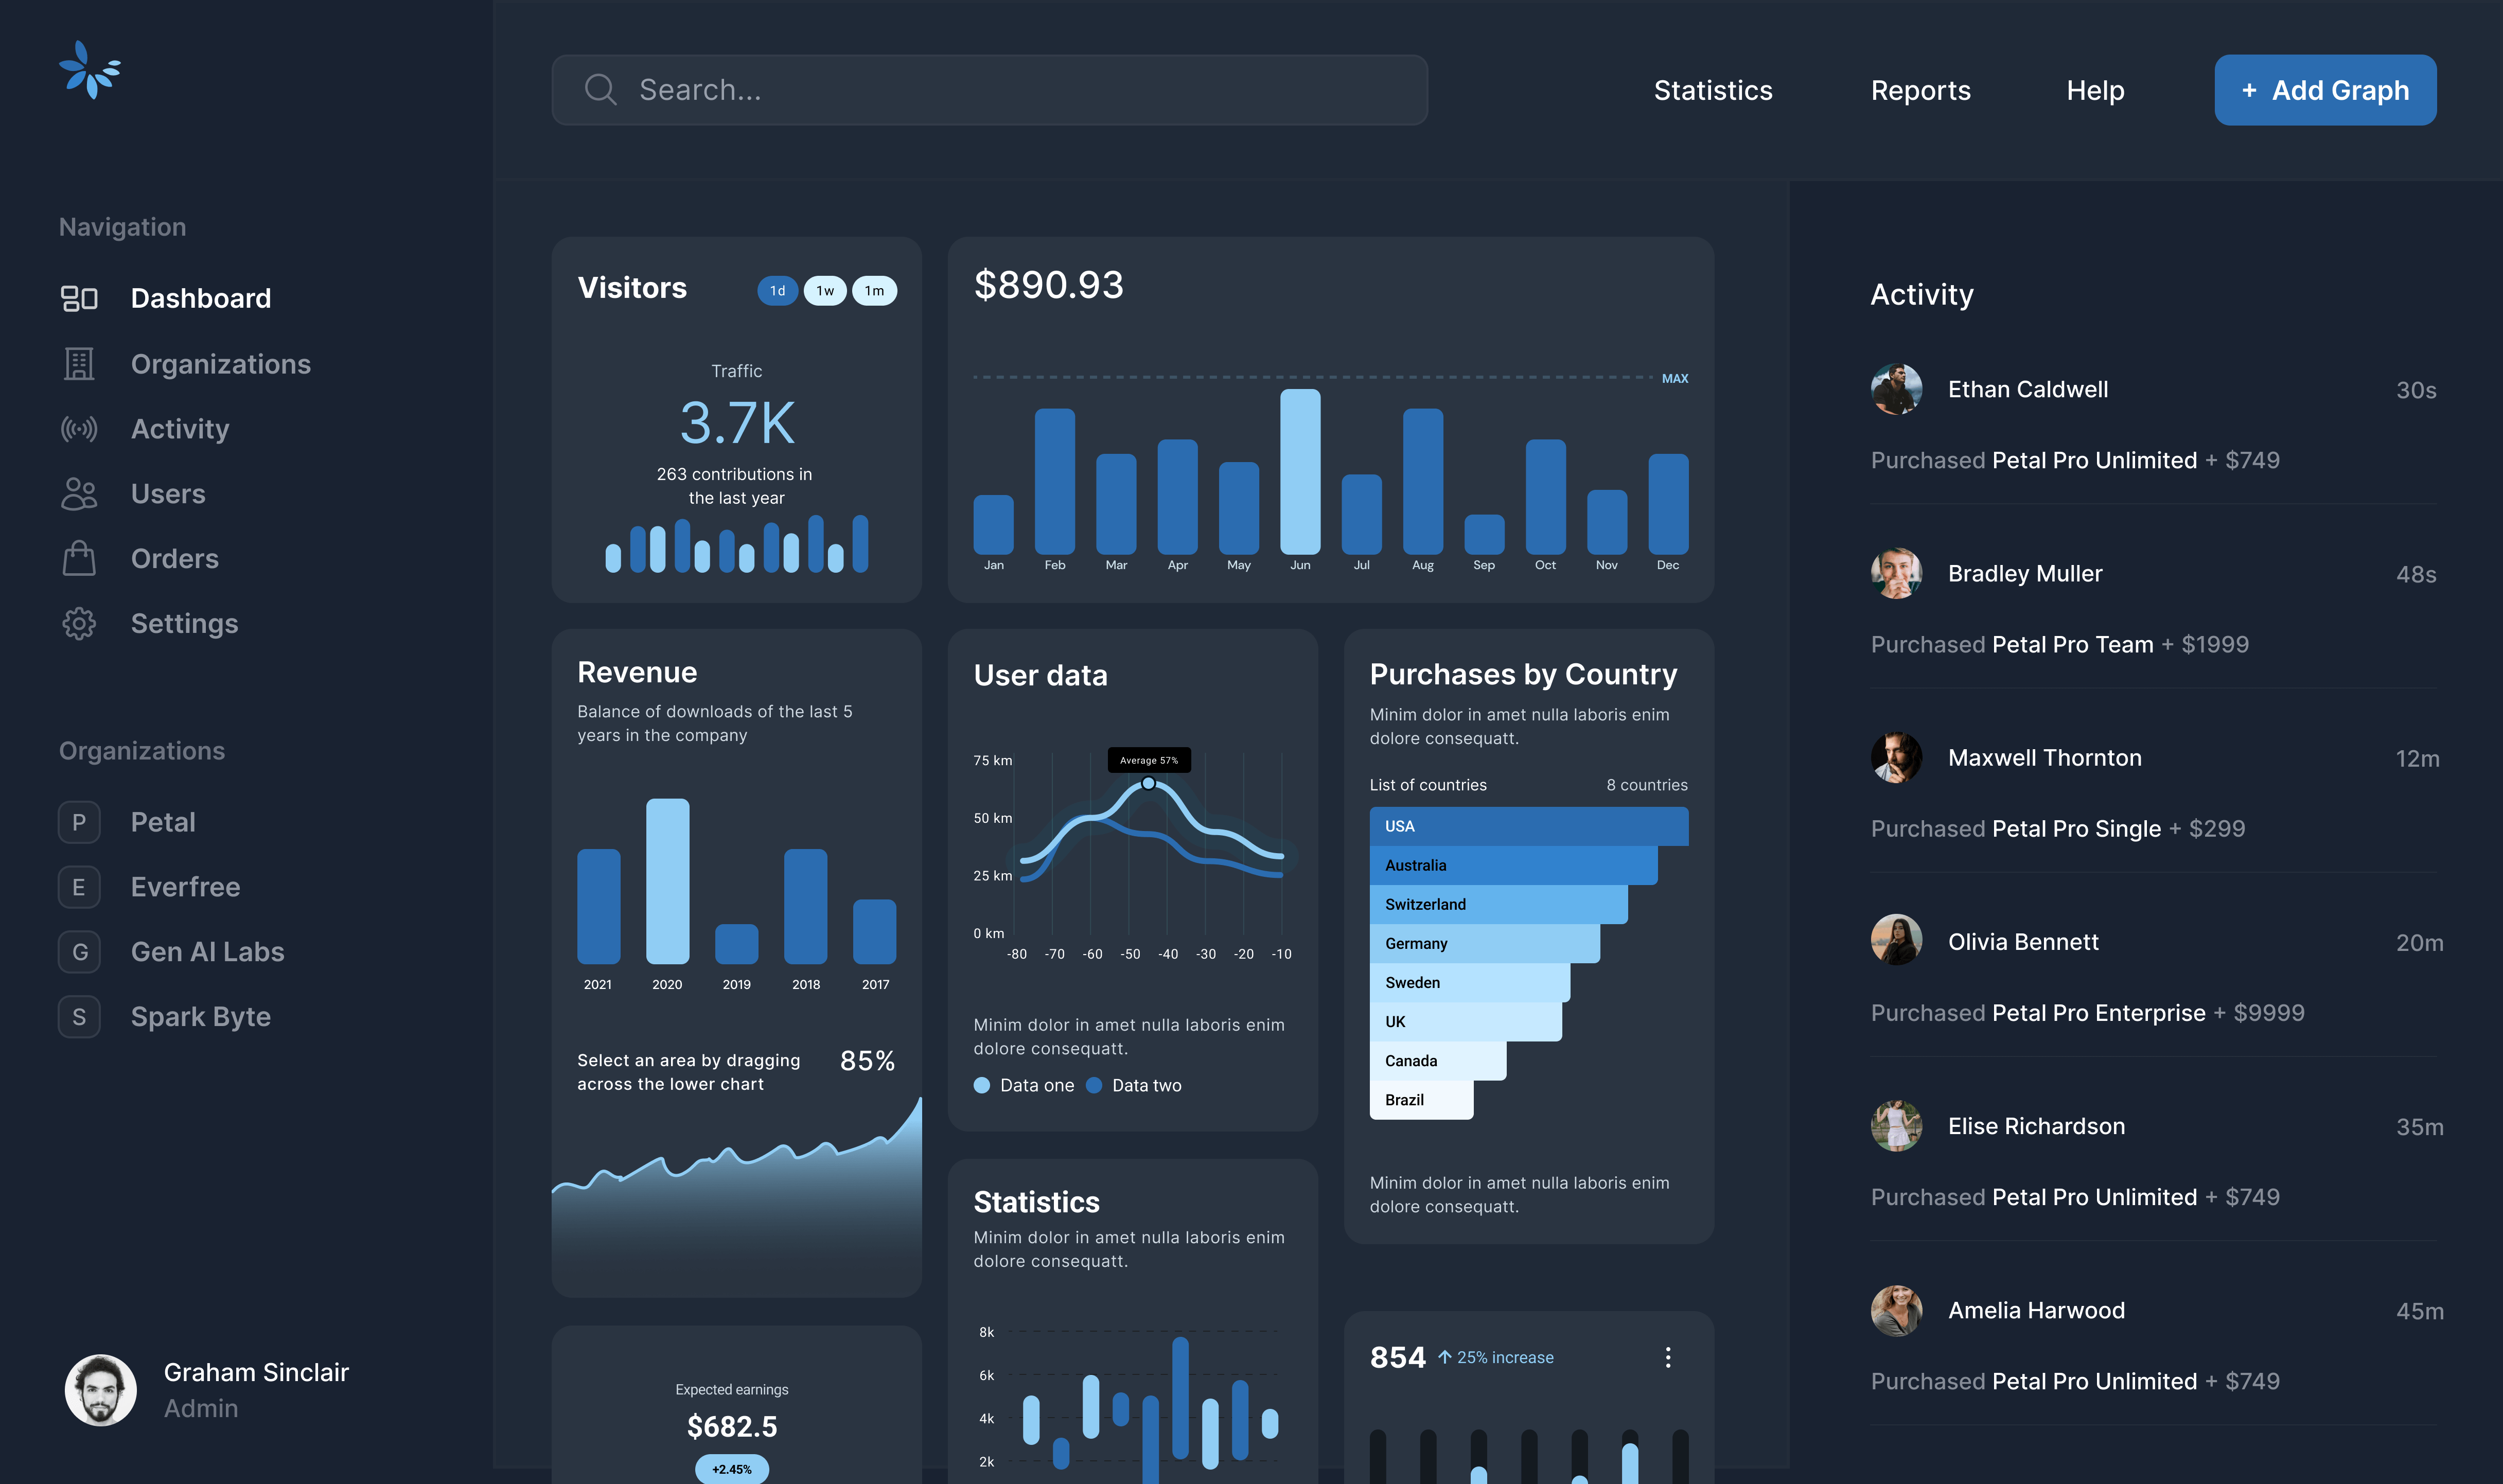 Search...
Statistics
Reports
Help
+ Add Graph
Navigation
Dashboard
Organizations
Activity
Users
Orders
Settings
Organizations
P Petal
E Everfree
G Gen AI Labs
S Spark Byte
Graham Sinclair
Admin
Visitors
1d 1w 1m
Traffic
3.7K
263 contributions in
the last year
$890.93
MAX
Jan Feb Mar Apr May Jun Jul Aug Sep Oct Nov Dec
Revenue
Balance of downloads of the last 5
years in the company
2021 2020 2019 2018 2017
Select an area by dragging
across the lower chart
85%
Expected earnings
$682.5
+2.45%
User data
Average 57%
75 km
50 km
25 km
0 km
-80 -70 -60 -50 -40 -30 -20 -10
Minim dolor in amet nulla laboris enim
dolore consequatt.
Data one Data two
Statistics
Minim dolor in amet nulla laboris enim
dolore consequatt.
8k
6k
4k
2k
Purchases by Country
Minim dolor in amet nulla laboris enim
dolore consequatt.
List of countries 8 countries
USA
Australia
Switzerland
Germany
Sweden
UK
Canada
Brazil
Minim dolor in amet nulla laboris enim
dolore consequatt.
854 25% increase
Activity
Ethan Caldwell 30s
Purchased Petal Pro Unlimited + $749
Bradley Muller 48s
Purchased Petal Pro Team + $1999
Maxwell Thornton 12m
Purchased Petal Pro Single + $299
Olivia Bennett 20m
Purchased Petal Pro Enterprise + $9999
Elise Richardson 35m
Purchased Petal Pro Unlimited + $749
Amelia Harwood 45m
Purchased Petal Pro Unlimited + $749